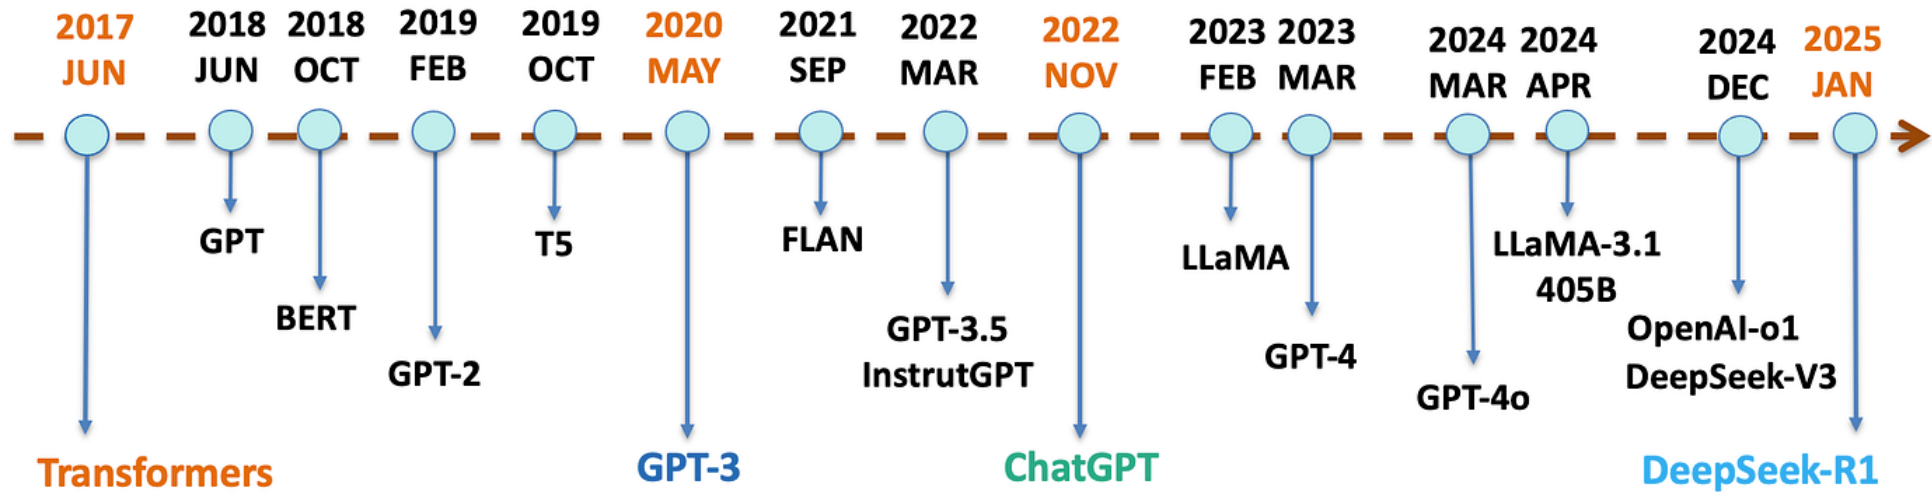 2017
JUN
2018
JUN
2018
OCT
2019
FEB
2019
OCT
2020
MAY
2021
SEP
2022
MAR
2022
NOV
2023
FEB
2023
MAR
2024
MAR
2024
APR
2024
DEC
2025
JAN
Transformers
GPT
BERT
GPT-2
T5
GPT-3
FLAN
GPT-3.5
InstrutGPT
ChatGPT
LLaMA
GPT-4
GPT-4o
LLaMA-3.1
405B
OpenAI-o1
DeepSeek-V3
DeepSeek-R1